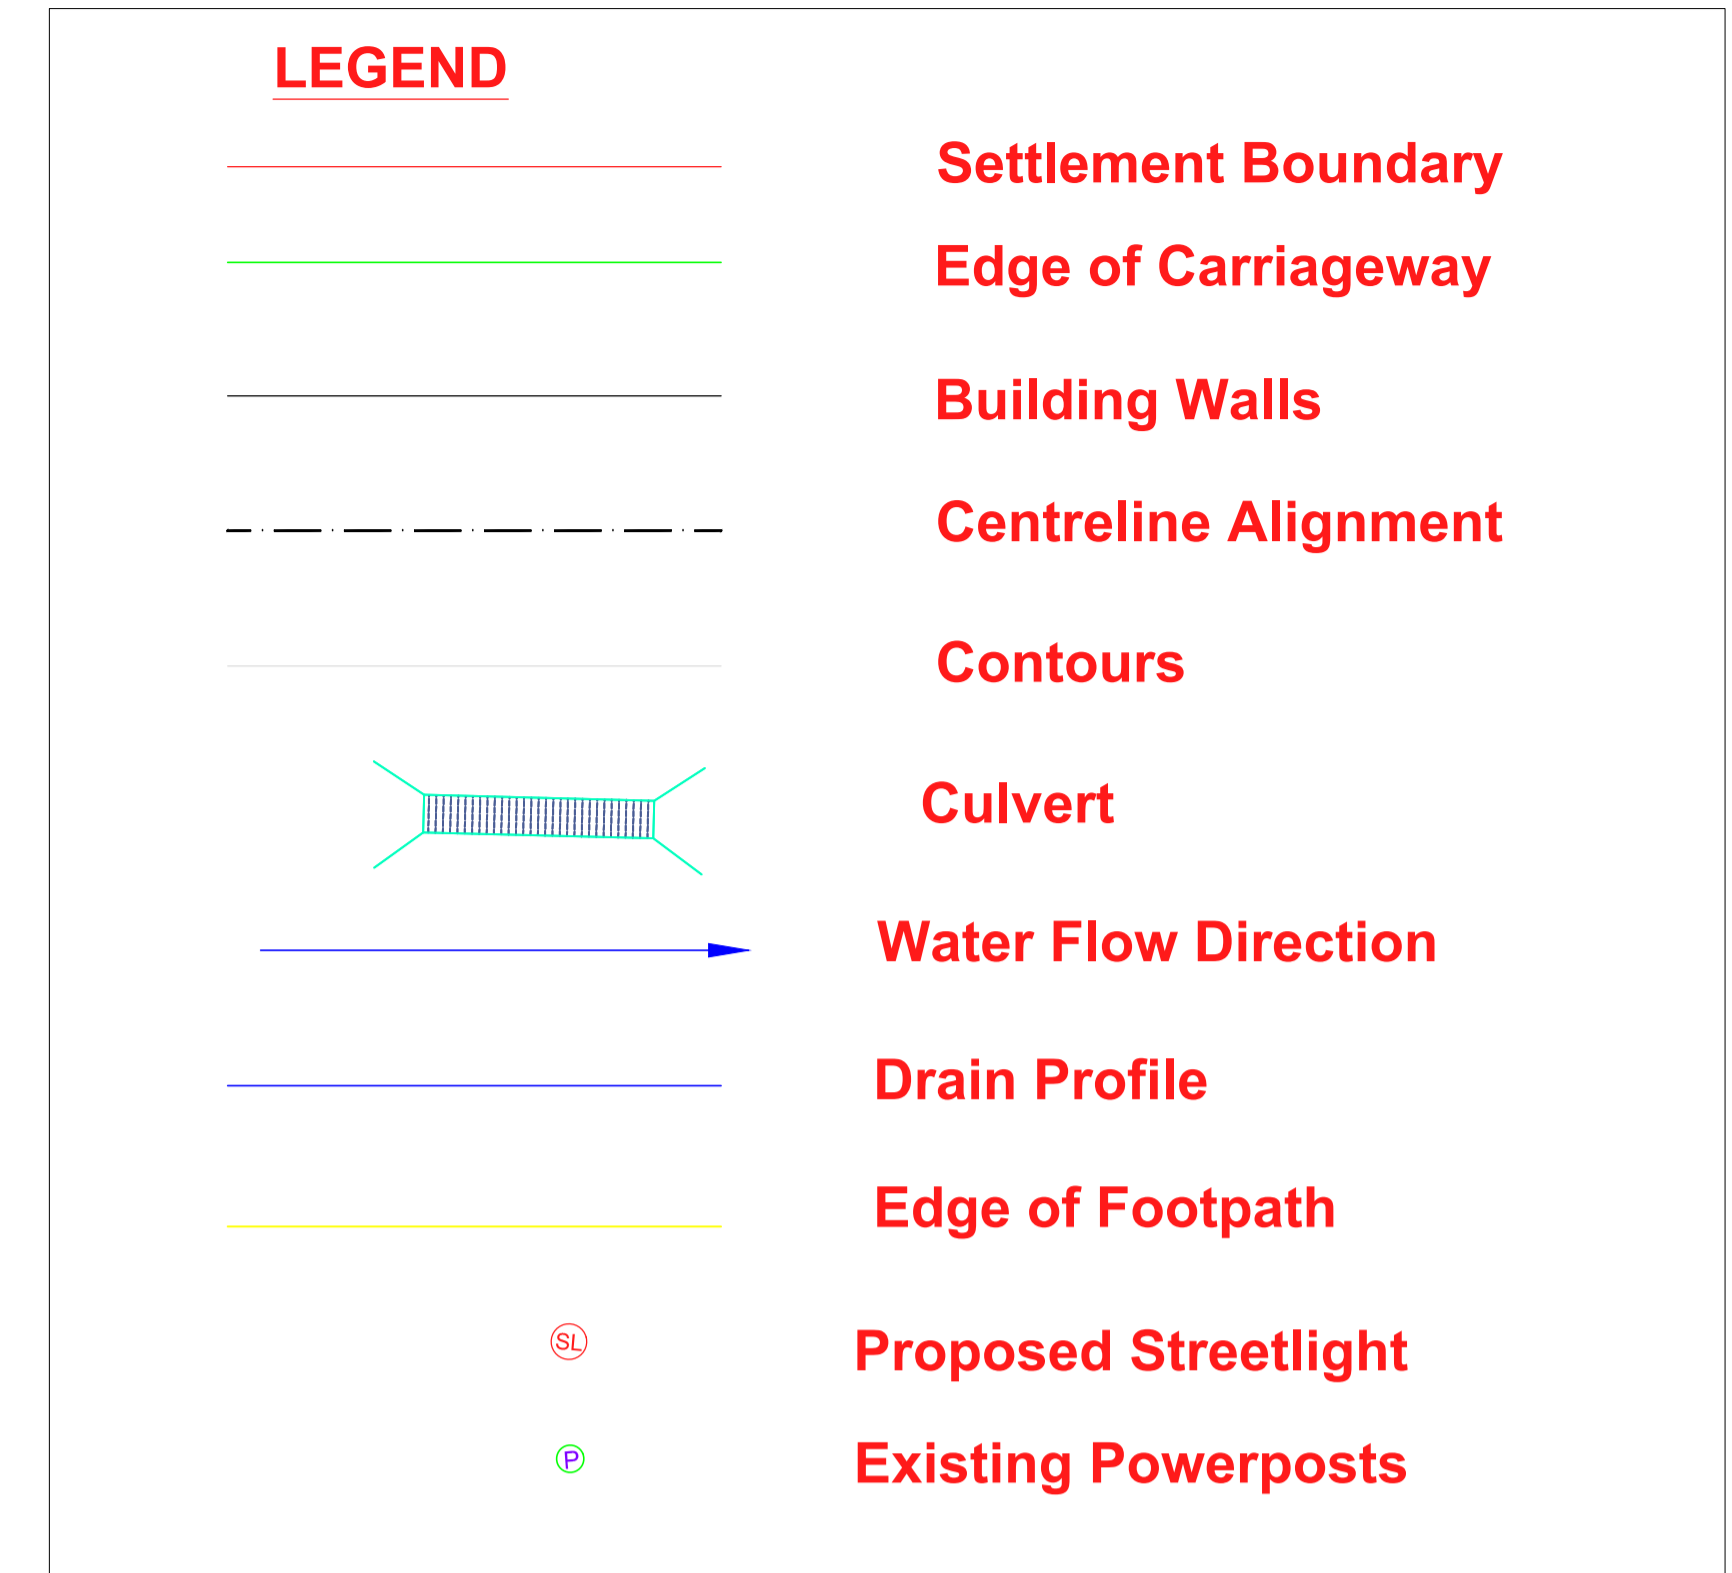 LEGEND
Settlement Boundary
Edge of Carriageway
Building Walls
Centreline Alignment
Contours
Culvert
Water Flow Direction
Drain Profile
Edge of Footpath
SL Proposed Streetlight
P Existing Powerposts